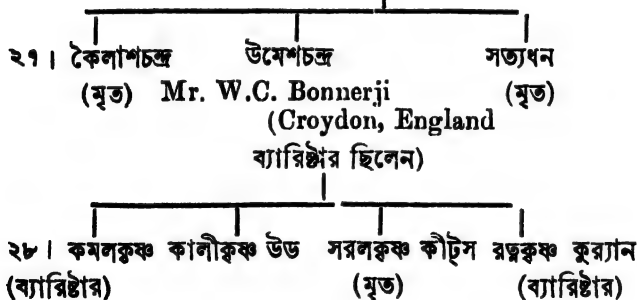 ২৭। কৈলাশচন্দ্র উমেশচন্দ্র সত্যধন
(মৃত) Mr. W.C. Bonnerji (মৃত)
(Croydon, England
ব্যারিষ্টার ছিলেন)
২৮। কমলকৃষ্ণ কালীকৃষ্ণ উড সরলকৃষ্ণ কীট্‌স রত্নকৃষ্ণ কুর‍্যান
(ব্যারিষ্টার) (মৃত) (ব্যারিষ্টার)